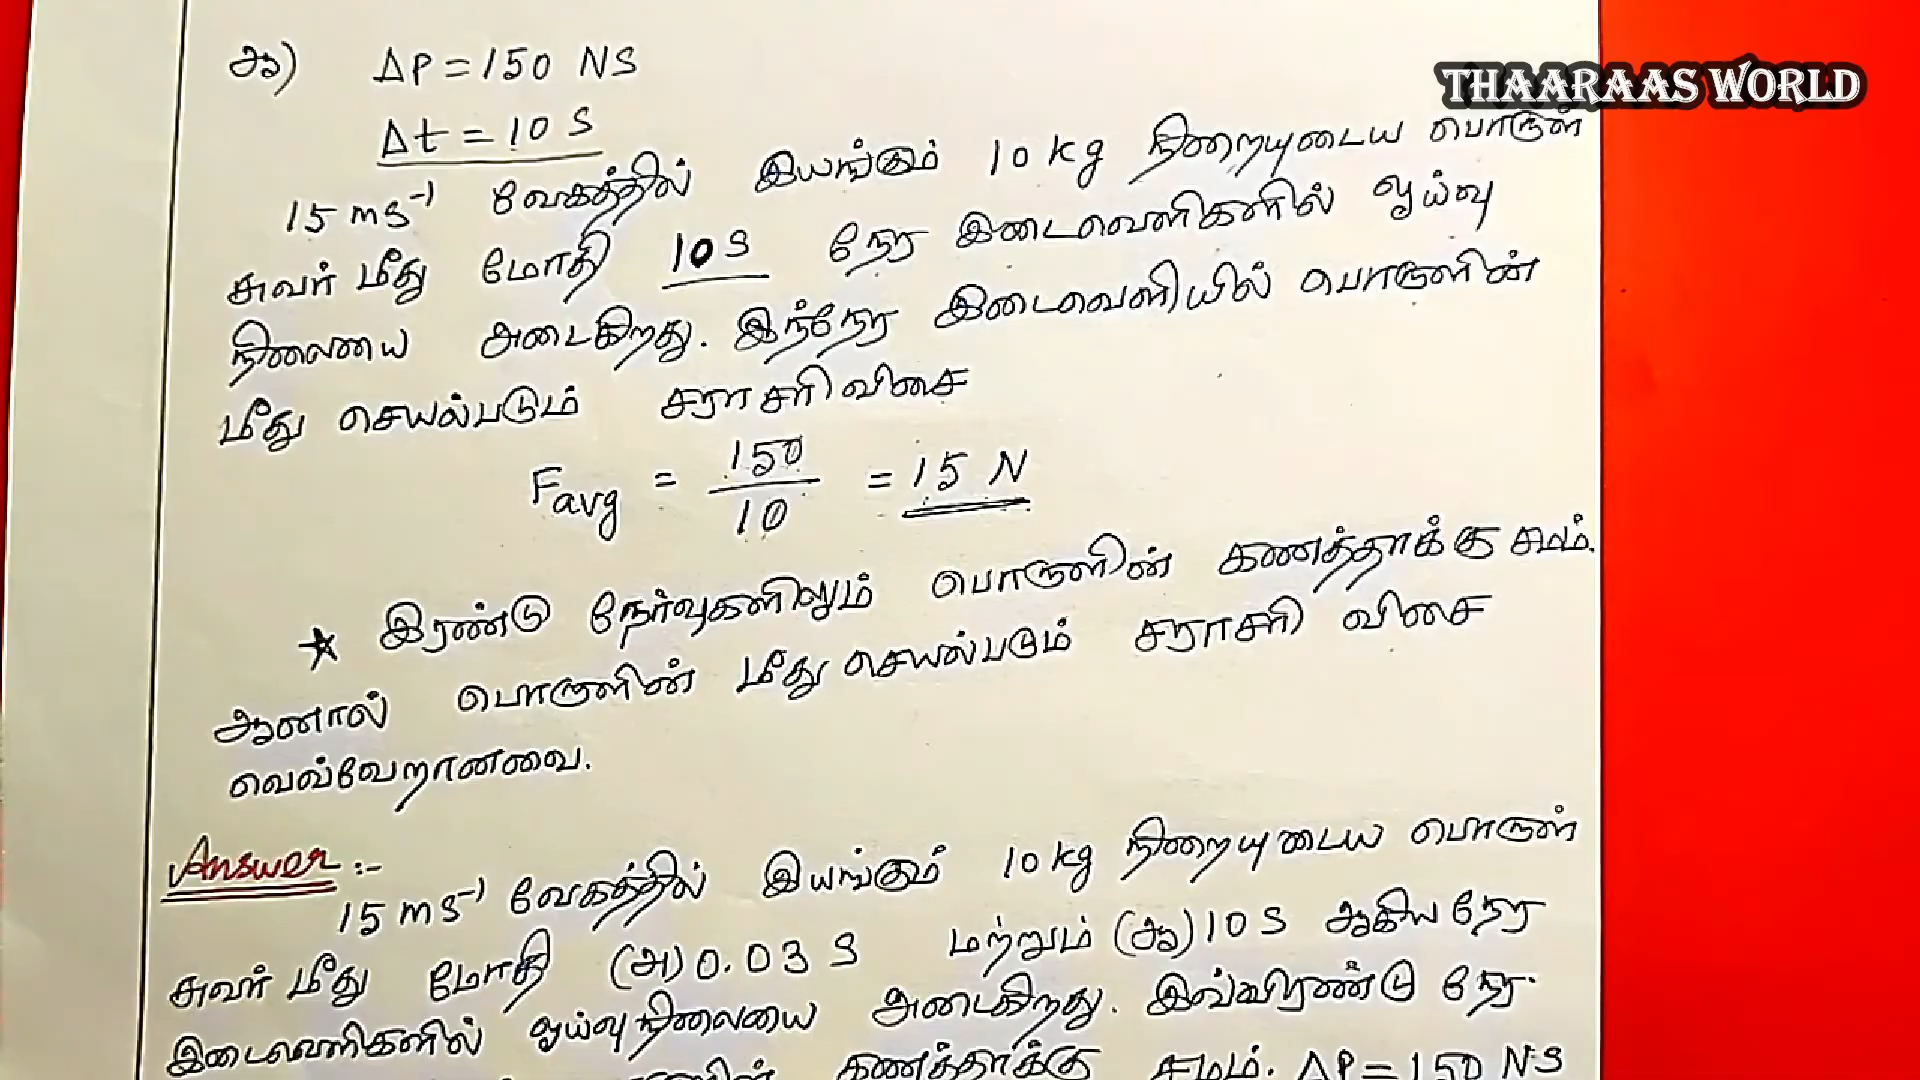 ஆ) ΔP = 150 NS
THAARAAS WORLD
Δt = 10 S
15 ms⁻¹ வேகத்தில் இயங்கும் 10 kg நிறையுடைய பொருள்
சுவர் மீது மோதி 10 S நேர இடைவெளிகளில் ஓய்வு
நிலையை அடைகிறது. இந்நேர இடைவெளியில் பொருளின்
மீது செயல்படும் சராசரி விசை
Favg = 150/10 = 15 N
★ இரண்டு நேர்வுகளிலும் பொருளின் கணத்தாக்கு சமம்.
ஆனால் பொருளின் மீது செயல்படும் சராசரி விசை
வெவ்வேறானவை.
Answer :-
15 ms⁻¹ வேகத்தில் இயங்கும் 10 kg நிறையுடைய பொருள்
சுவர் மீது மோதி (அ) 0.03 S மற்றும் (ஆ) 10 S ஆகிய நேர
இடைவெளிகளில் ஓய்வு நிலையை அடைகிறது. இவ்விரண்டு நேர
கணத்தாக்கு சமம். ΔP = 150 NS